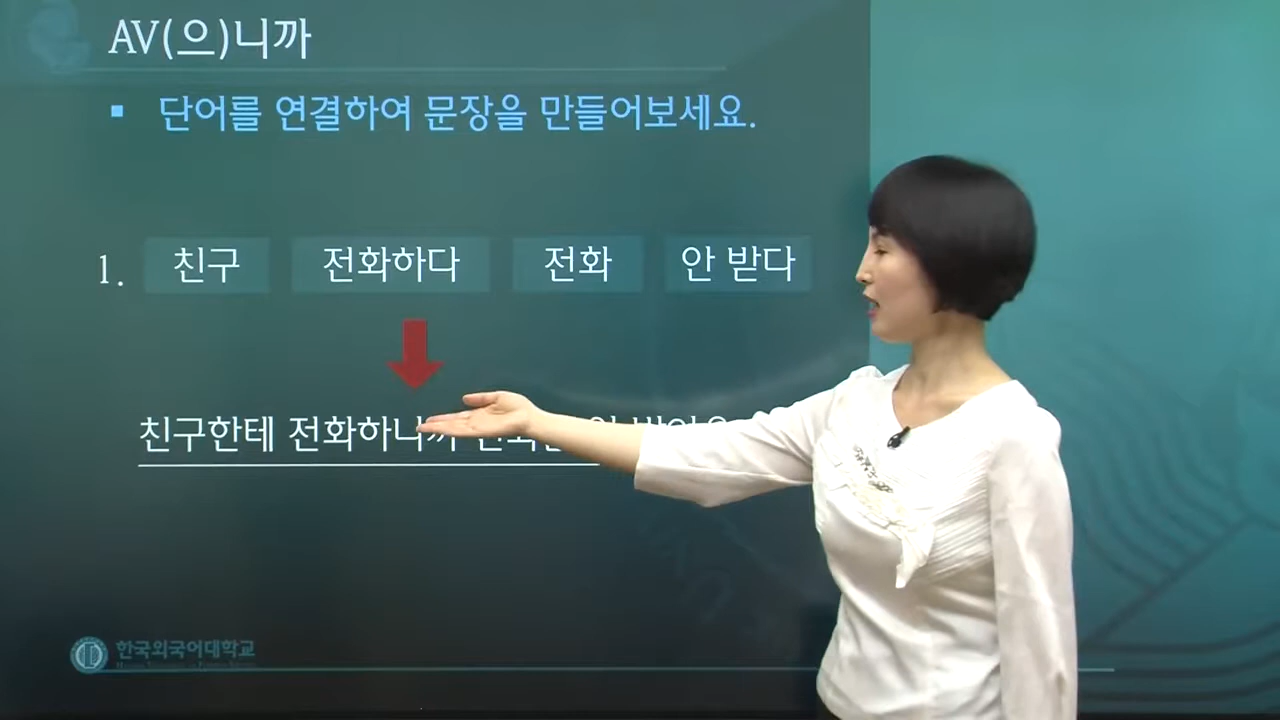 AV(으)니까
▪ 단어를 연결하여 문장을 만들어보세요.
1. 친구 전화하다 전화 안 받다
친구한테 전화하니까
한국외국어대학교